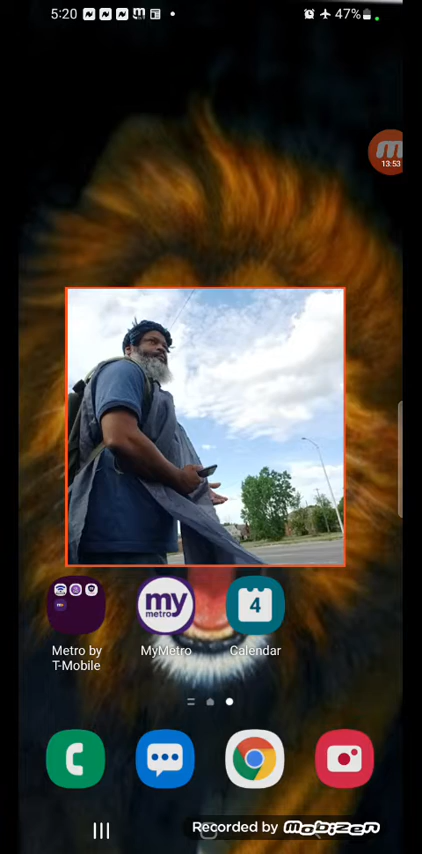 5:20
47%
13:53
my
metro
4
Metro by
T-Mobile
MyMetro
Calendar
Recorded by mobizen